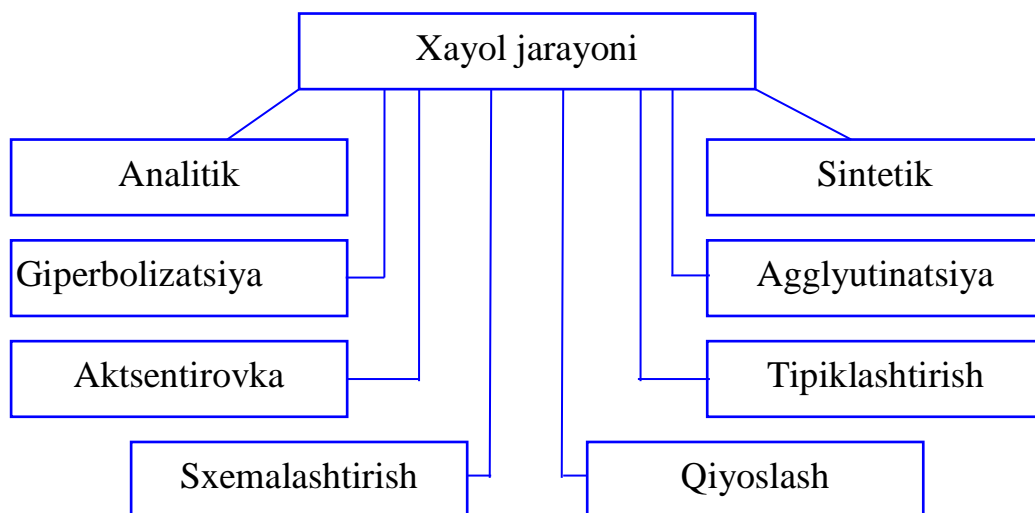 Xayol jarayoni
Analitik
Sintetik
Giperbolizatsiya
Agglyutinatsiya
Aktsentirovka
Tipiklashtirish
Sxemalashtirish
Qiyoslash